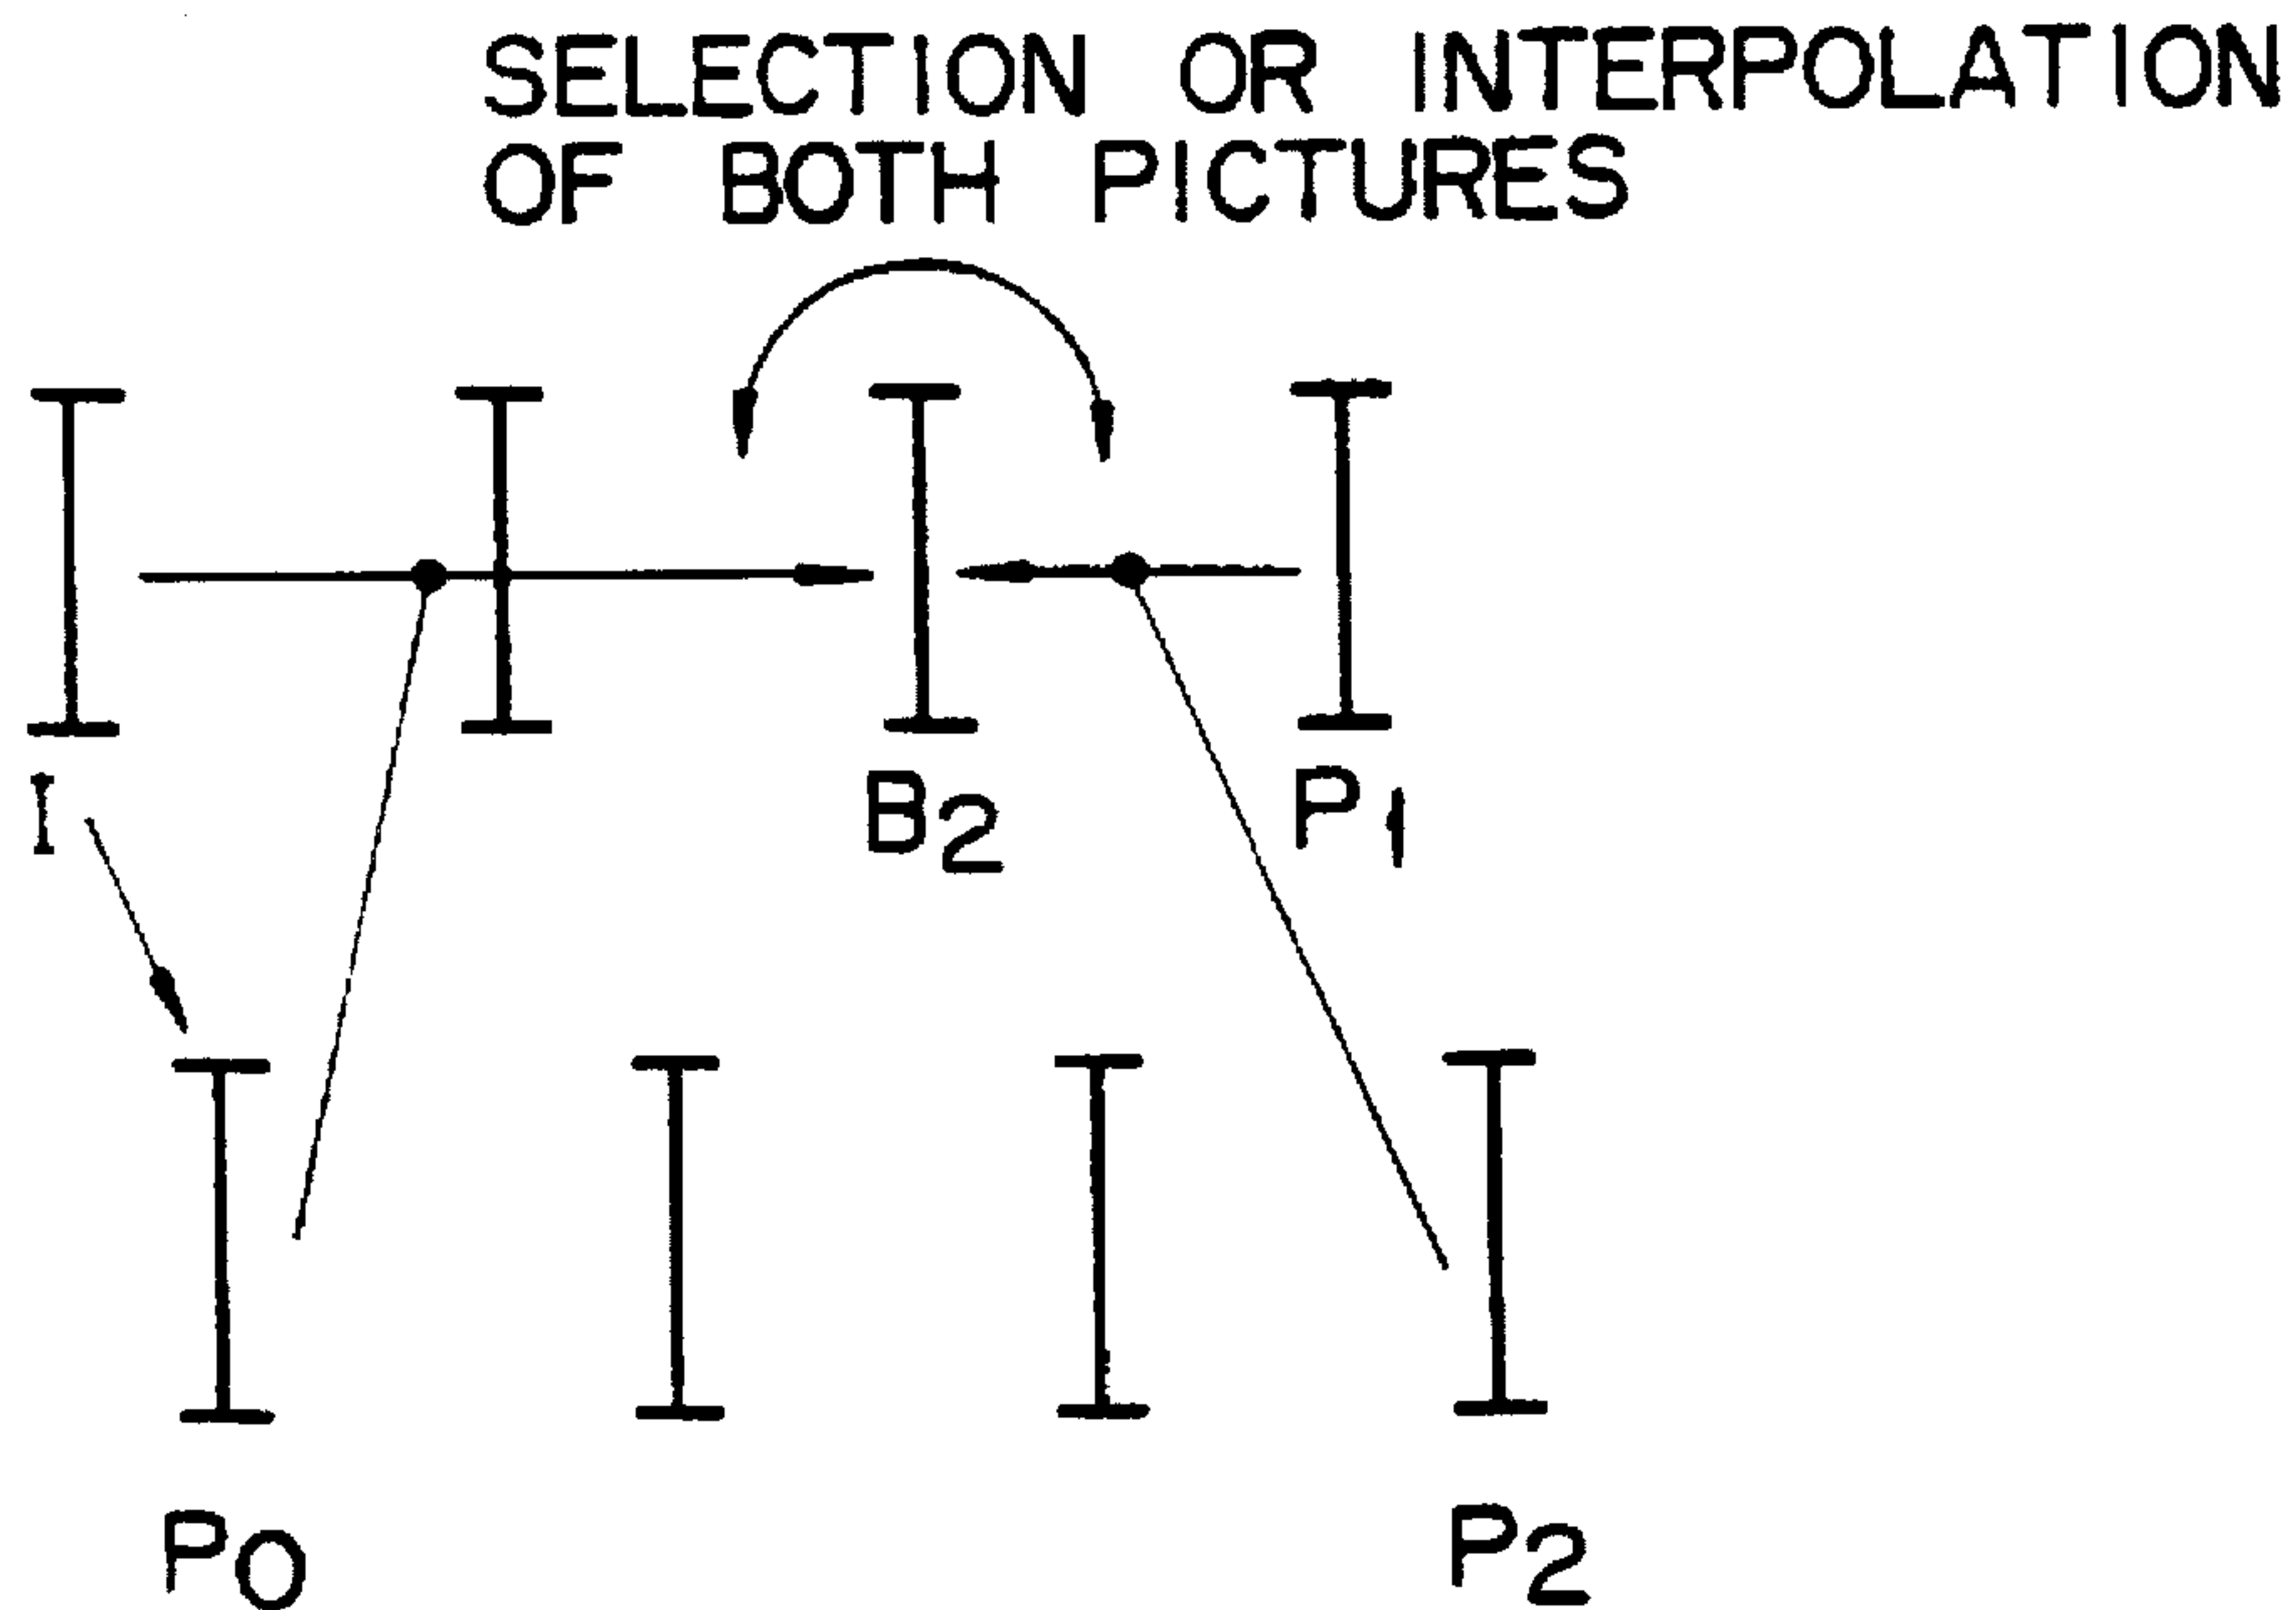 SELECTION OR INTERPOLATION
OF BOTH PICTURES
I
B2
P1
P0
P2